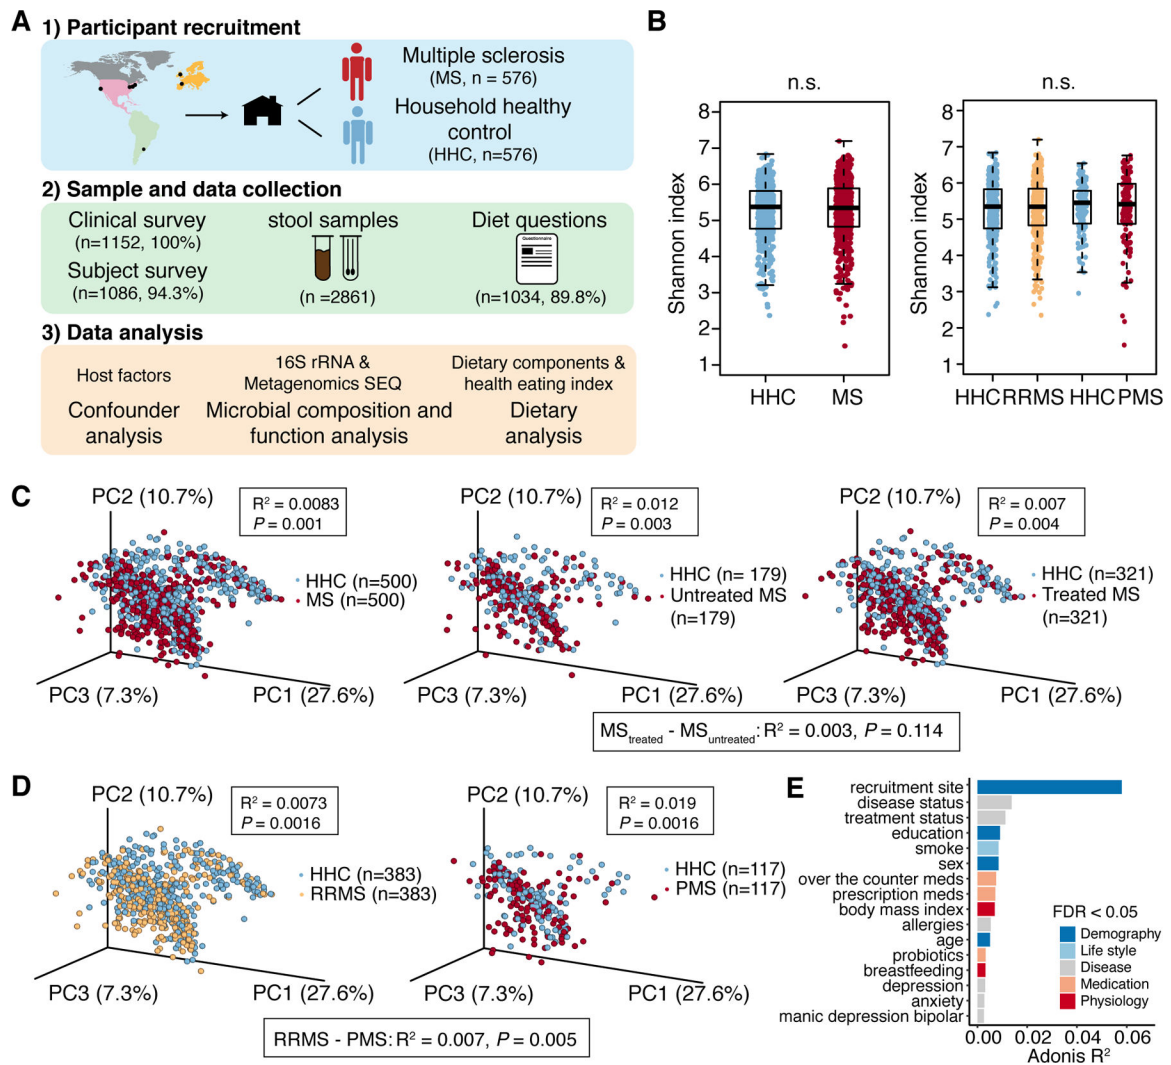 A
1) Participant recruitment
Multiple sclerosis
(MS, n = 576)
Household healthy
control
(HHC, n=576)
2) Sample and data collection
Clinical survey
(n=1152, 100%)
Subject survey
(n=1086, 94.3%)
stool samples
(n =2861)
Diet questions
Questionnaire
(n=1034, 89.8%)
3) Data analysis
Host factors
Confounder
analysis
16S rRNA &
Metagenomics SEQ
Microbial composition and
function analysis
Dietary components &
health eating index
Dietary
analysis
B
n.s.
Shannon index
8
7
6
5
4
3
2
1
HHC
MS
n.s.
Shannon index
8
7
6
5
4
3
2
1
HHC
RRMS
HHC
PMS
C
PC2 (10.7%)
R² = 0.0083
P = 0.001
HHC (n=500)
MS (n=500)
PC3 (7.3%)
PC1 (27.6%)
PC2 (10.7%)
R² = 0.012
P = 0.003
HHC (n= 179)
Untreated MS
(n=179)
PC3 (7.3%)
PC1 (27.6%)
PC2 (10.7%)
R² = 0.007
P = 0.004
HHC (n=321)
Treated MS
(n=321)
PC3 (7.3%)
PC1 (27.6%)
MS treated - MS untreated: R² = 0.003, P = 0.114
D
PC2 (10.7%)
R² = 0.0073
P = 0.0016
HHC (n=383)
RRMS (n=383)
PC3 (7.3%)
PC1 (27.6%)
PC2 (10.7%)
R² = 0.019
P = 0.0016
HHC (n=117)
PMS (n=117)
PC3 (7.3%)
PC1 (27.6%)
RRMS - PMS: R² = 0.007, P = 0.005
E
recruitment site
disease status
treatment status
education
smoke
sex
over the counter meds
prescription meds
body mass index
allergies
age
probiotics
breastfeeding
depression
anxiety
manic depression bipolar
FDR < 0.05
Demography
Life style
Disease
Medication
Physiology
0.00 0.02 0.04 0.06
Adonis R²